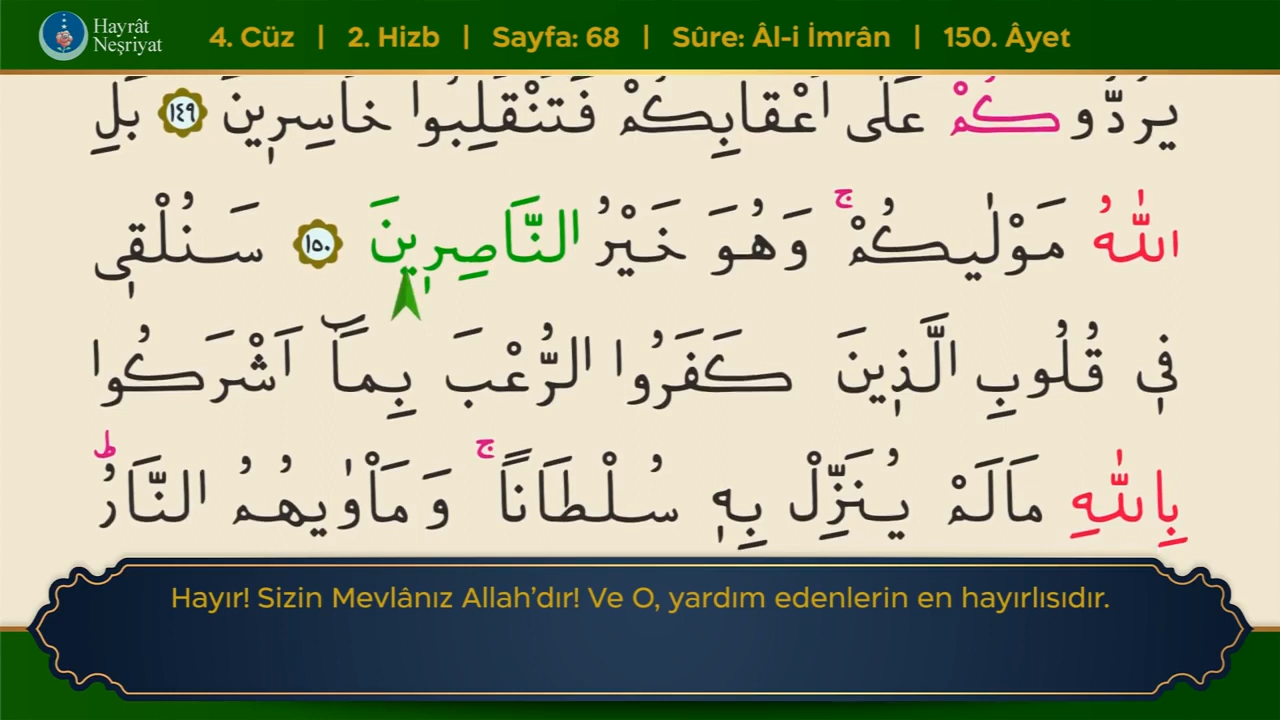 Hayrât
Neşriyat
4. Cüz | 2. Hizb | Sayfa: 68 | Sûre: Âl-i İmrân | 150. Âyet
يَرُدُّوكُمْ عَلٰٓى اَعْقَابِكُمْ فَتَنْقَلِبُوا خَاسِر۪ينَ ١٤٩ بَلِ
اللّٰهُ مَوْلٰيكُمْۚ وَهُوَ خَيْرُ النَّاصِر۪ينَ ١٥٠ سَنُلْق۪ي
ف۪ي قُلُوبِ الَّذ۪ينَ كَفَرُوا الرُّعْبَ بِمَٓا اَشْرَكُوا
بِاللّٰهِ مَالَمْ يُنَزِّلْ بِه۪ سُلْطَانًاۚ وَمَاْوٰيهُمُ النَّارُۜ
Hayır! Sizin Mevlânız Allah’dır! Ve O, yardım edenlerin en hayırlısıdır.